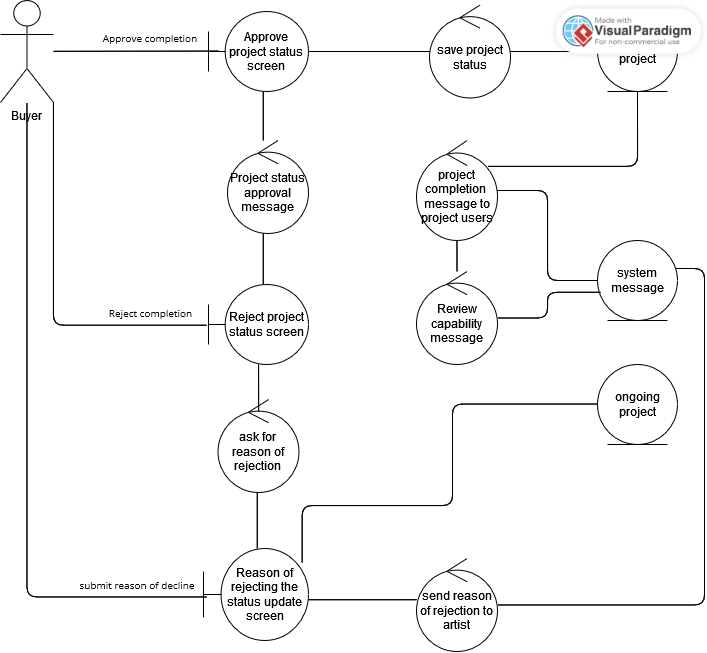 Approve completion
Approve
project status
screen
save project
status
project
Made with
Visual Paradigm
For non-commercial use
Buyer
Project status
approval
message
project
completion
message to
project users
system
message
Reject completion
Reject project
status screen
Review
capability
message
ongoing
project
ask for
reason of
rejection
submit reason of decline
Reason of
rejecting the
status update
screen
send reason
of rejection to
artist